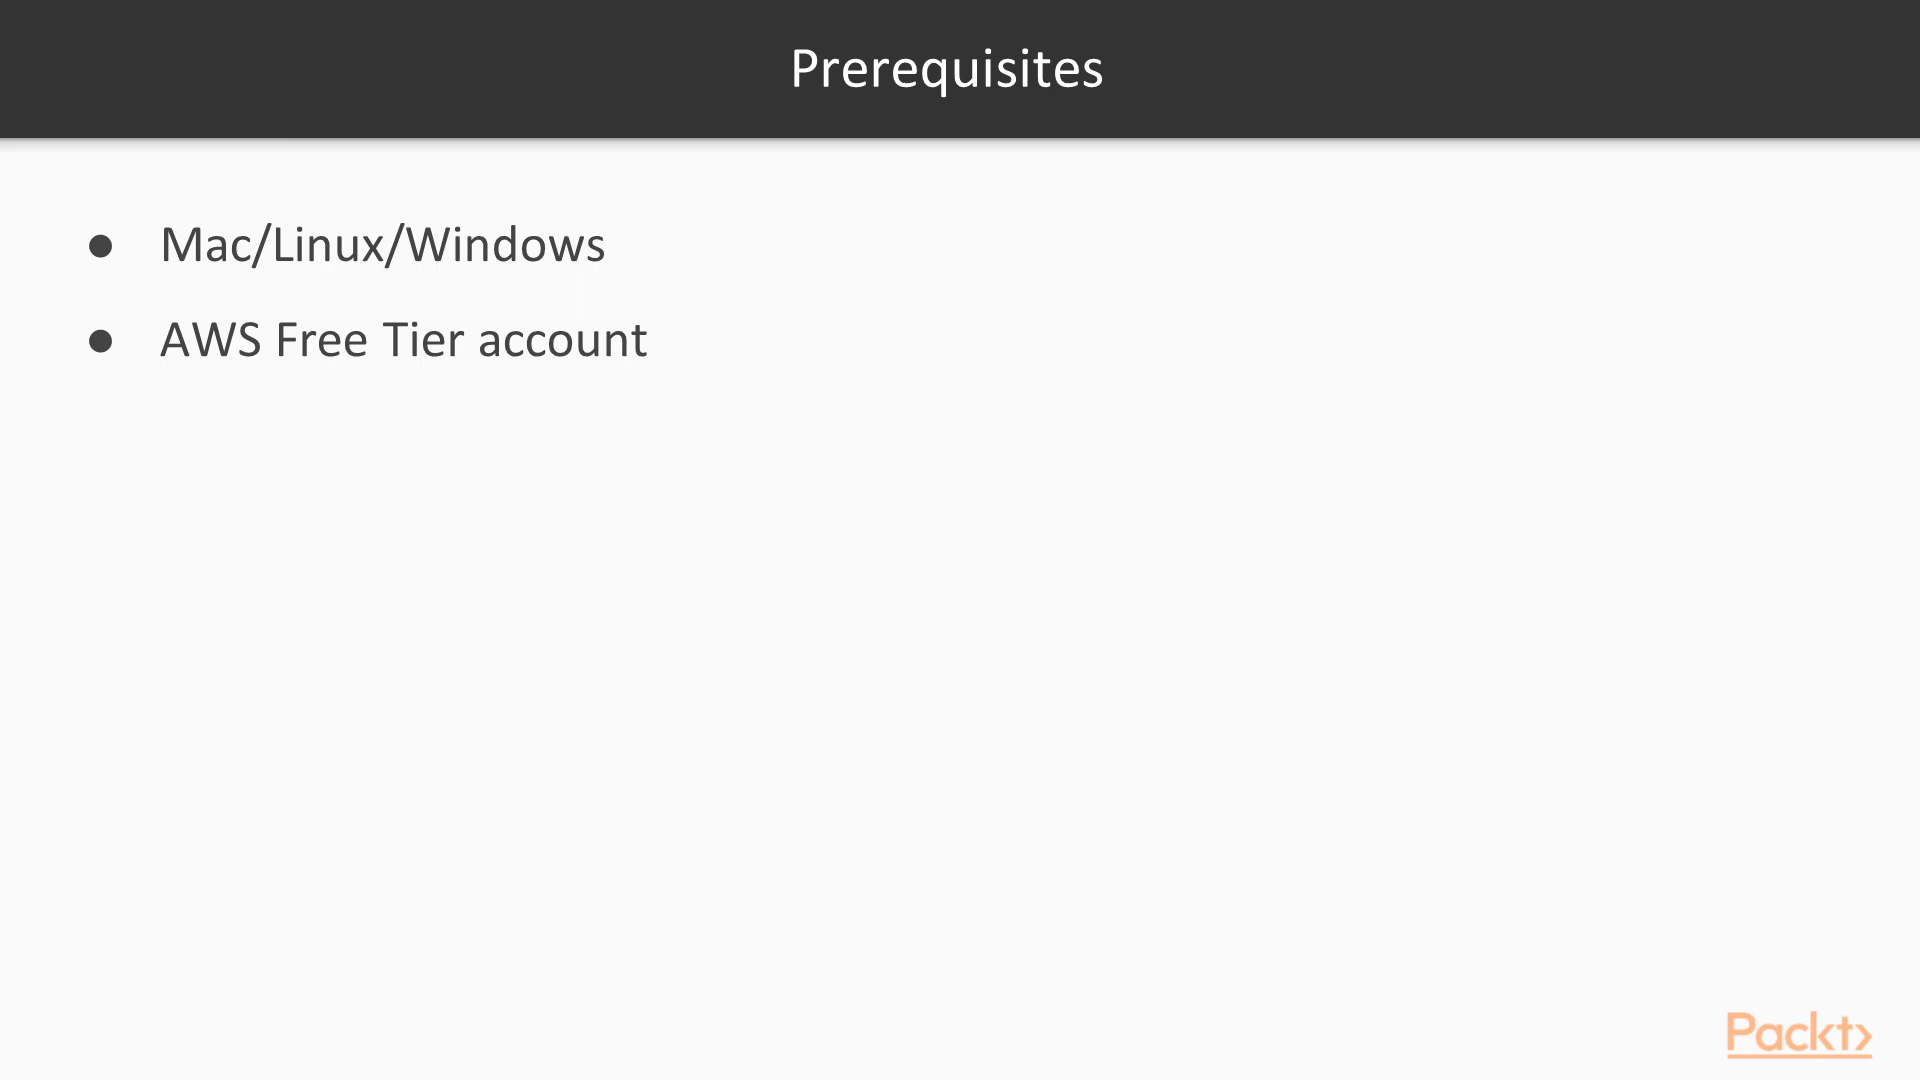 Prerequisites
● Mac/Linux/Windows
● AWS Free Tier account
Packt>